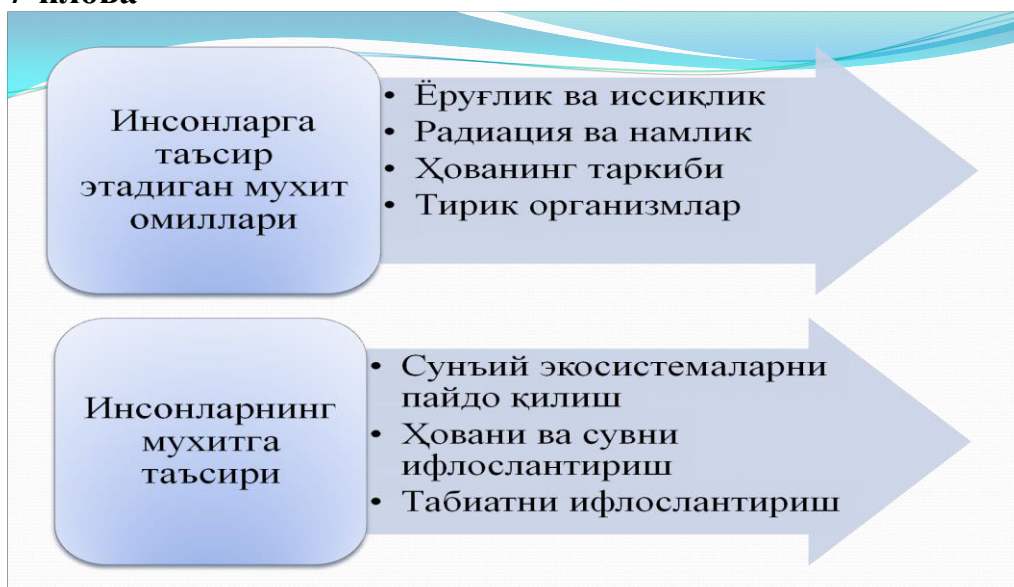 Инсонларга
таъсир
этадиган мухит
омиллари
• Ёруғлик ва иссиқлик
• Радиация ва намлик
• Ҳованинг таркиби
• Тирик организмлар
Инсонларнинг
мухитга
таъсири
• Сунъий экосистемаларни
пайдо қилиш
• Ҳовани ва сувни
ифлослантириш
• Табиатни ифлослантириш